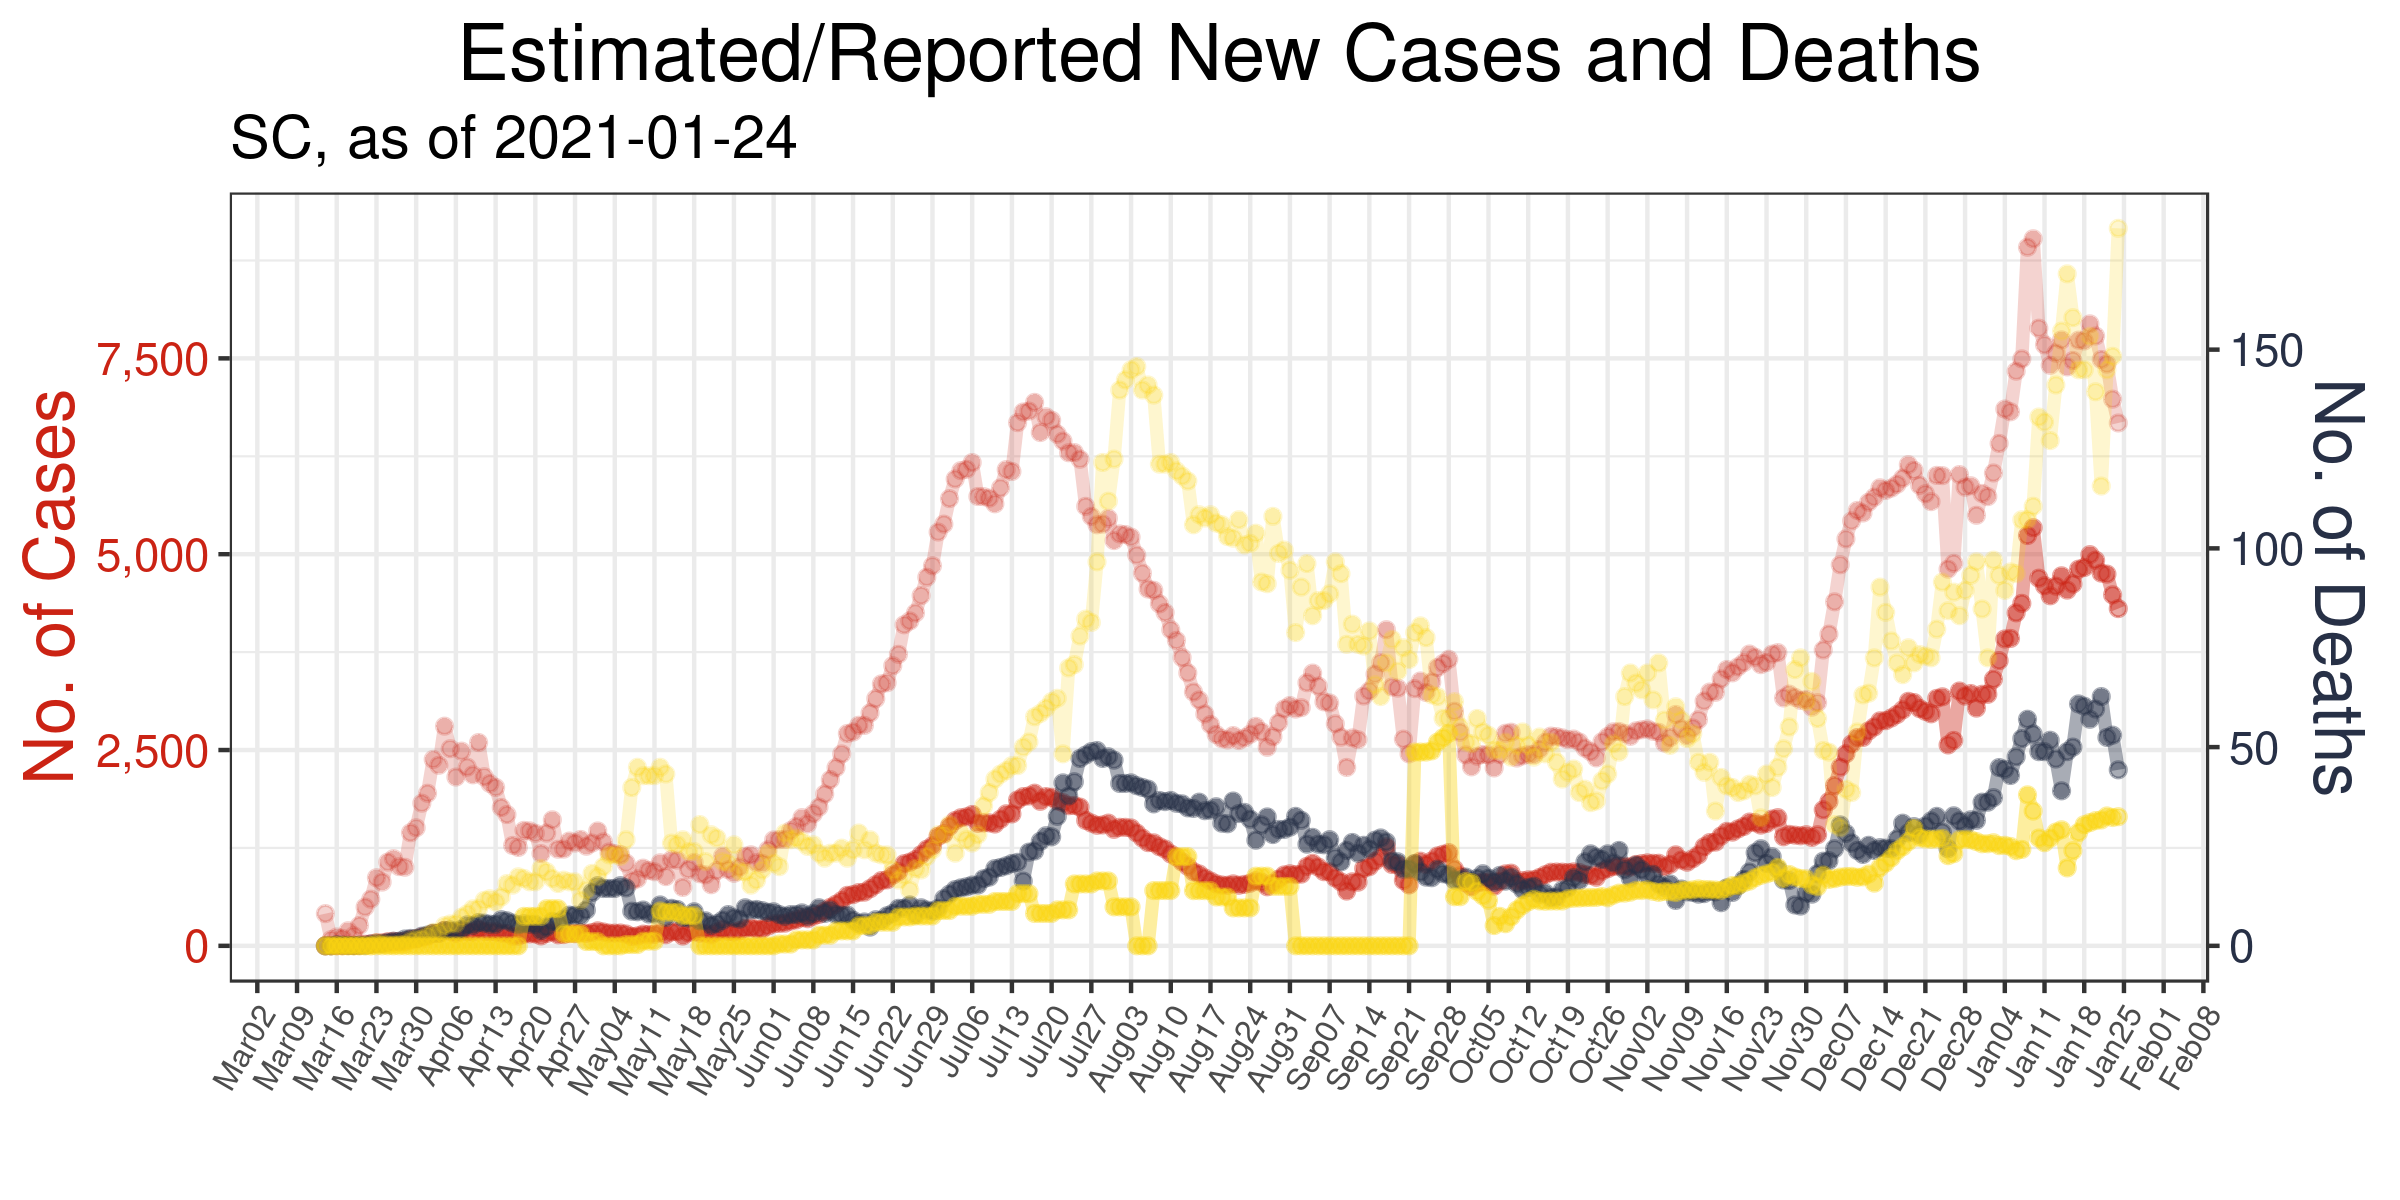 Estimated/Reported New Cases and Deaths
SC, as of 2021-01-24
No. of Cases
7,500
5,000
2,500
0
150
100
50
0
No. of Deaths
Mar02
Mar09
Mar16
Mar23
Mar30
Apr06
Apr13
Apr20
Apr27
May04
May11
May18
May25
Jun01
Jun08
Jun15
Jun22
Jun29
Jul06
Jul13
Jul20
Jul27
Aug03
Aug10
Aug17
Aug24
Aug31
Sep07
Sep14
Sep21
Sep28
Oct05
Oct12
Oct19
Oct26
Nov02
Nov09
Nov16
Nov23
Nov30
Dec07
Dec14
Dec21
Dec28
Jan04
Jan11
Jan18
Jan25
Feb01
Feb08